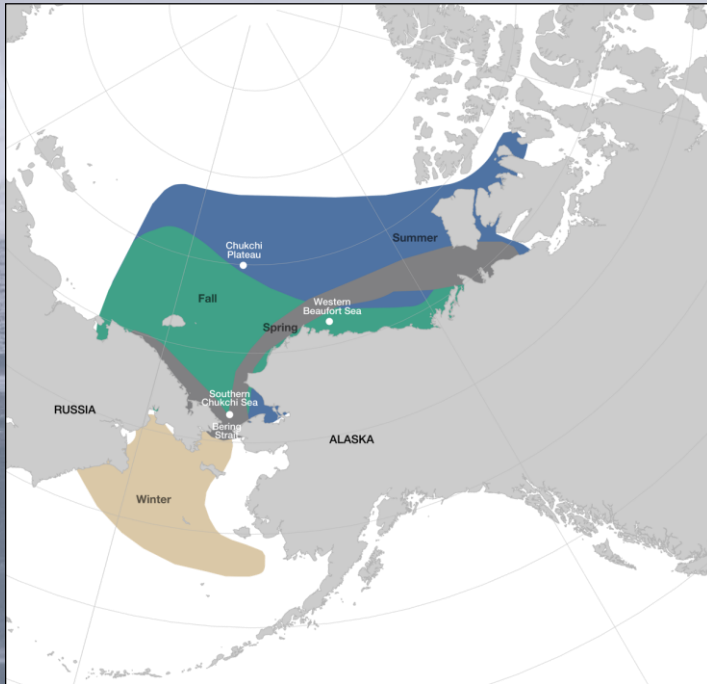 Chukchi
Plateau
Summer
Fall
Western
Beaufort Sea
Spring
Southern
Chukchi Sea
RUSSIA
Bering
Strait
ALASKA
Winter